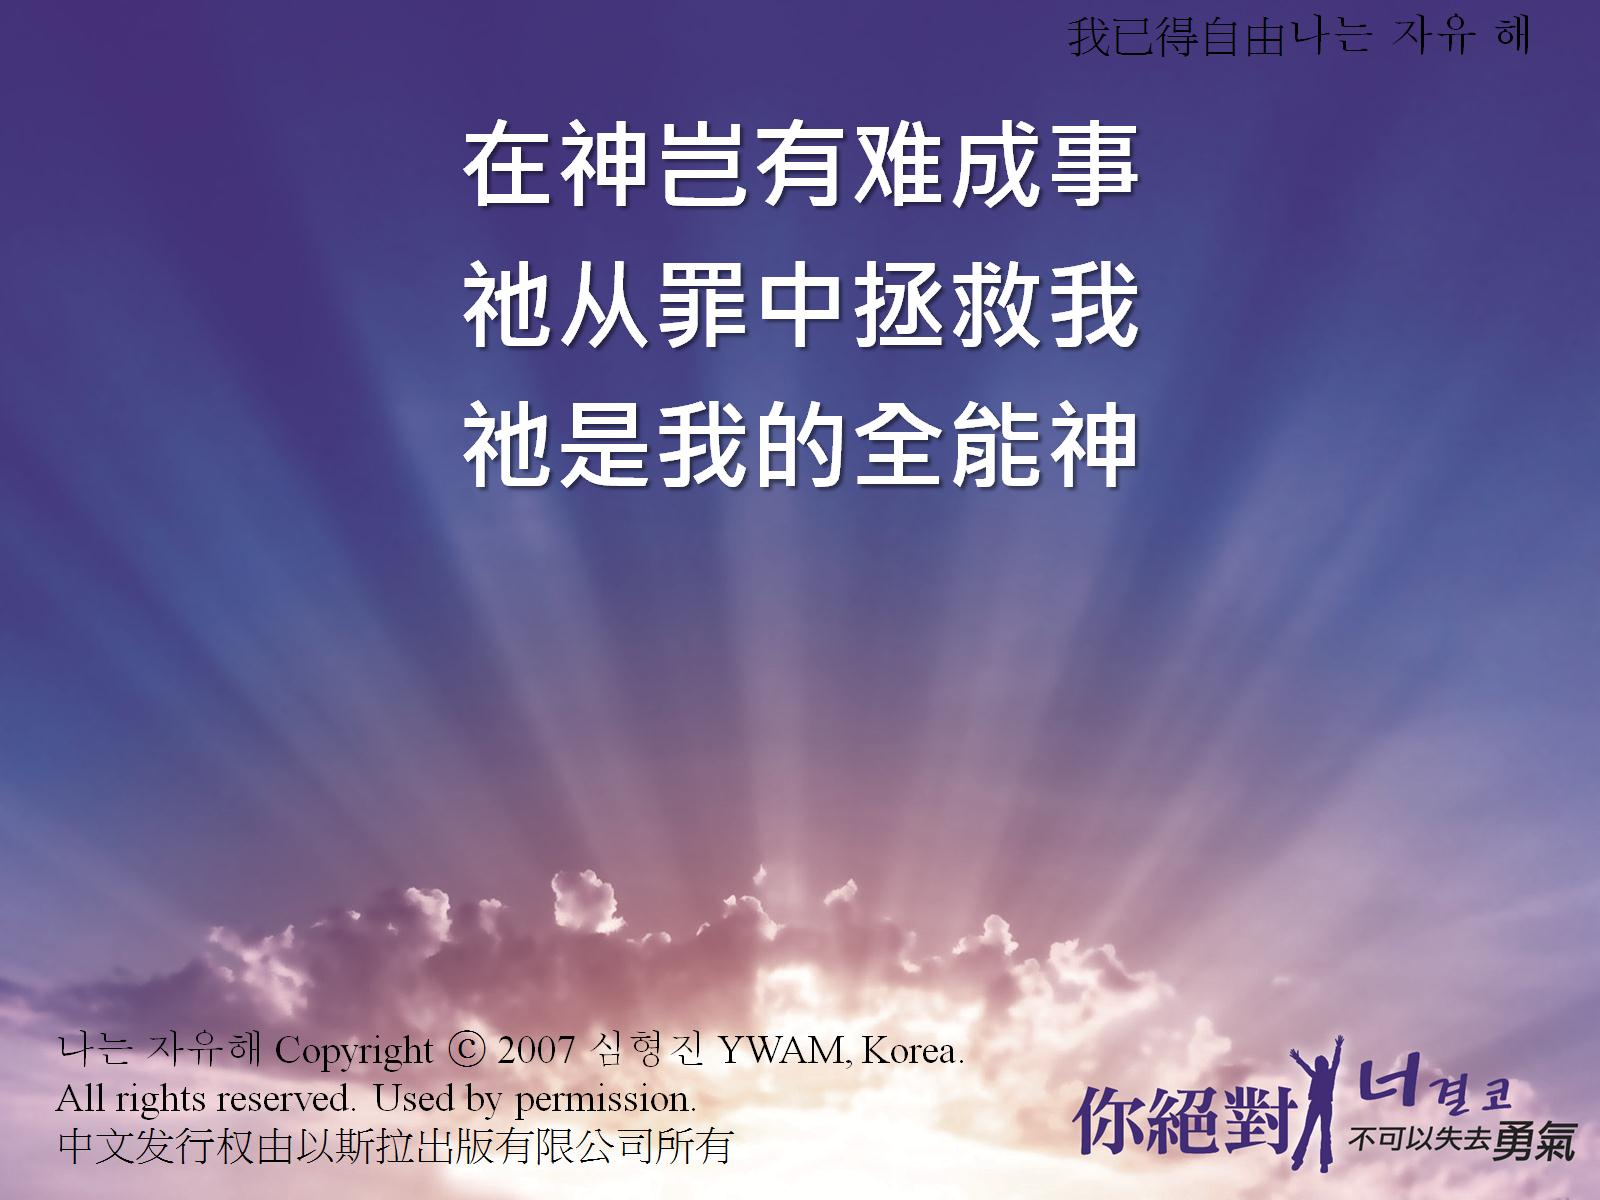 我已得自由나는 자유 해
在神岂有难成事
祂从罪中拯救我
祂是我的全能神
나는 자유해 Copyright ⓒ 2007 심형진 YWAM, Korea.
All rights reserved. Used by permission.
中文发行权由以斯拉出版有限公司所有
你絕對 너 결코
不可以失去勇氣